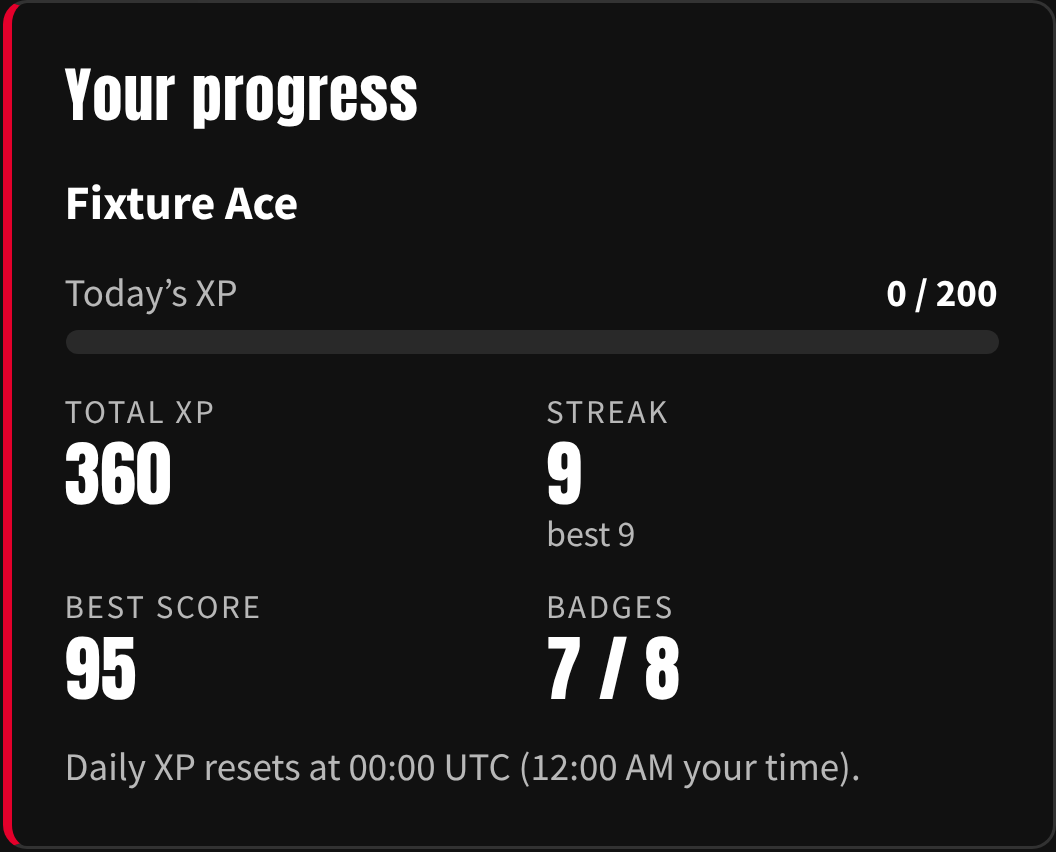 Your progress
Fixture Ace
Today’s XP 0 / 200
TOTAL XP STREAK
360 9
best 9
BEST SCORE BADGES
95 7 / 8
Daily XP resets at 00:00 UTC (12:00 AM your time).